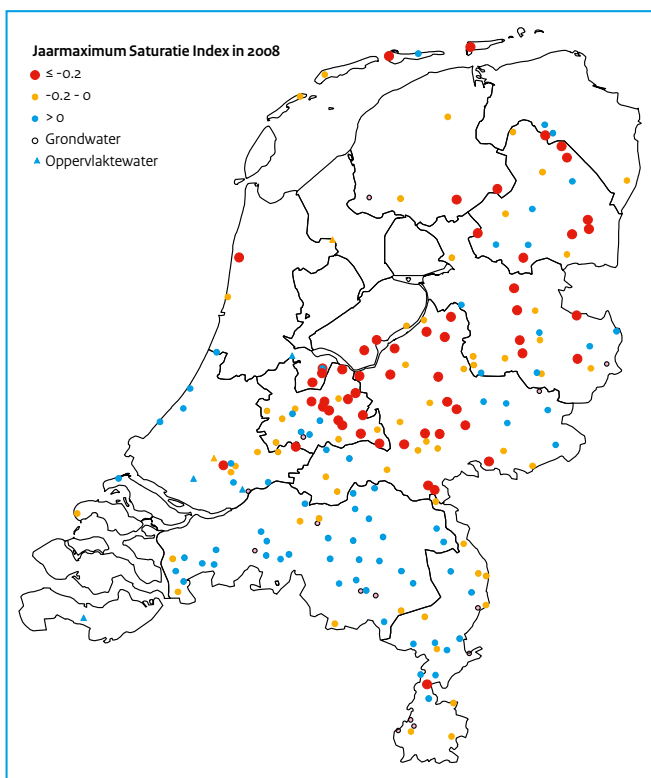 Jaarmaximum Saturatie Index in 2008
≤ -0.2
-0.2 - 0
> 0
Grondwater
Oppervlaktewater